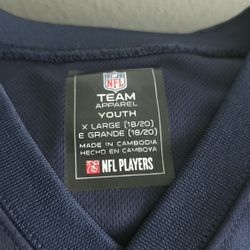 NFL
TEAM
APPAREL
YOUTH
X LARGE (18/20)
E GRANDE (18/20)
MADE IN CAMBODIA
HECHO EN CAMBOYA
NFL PLAYERS